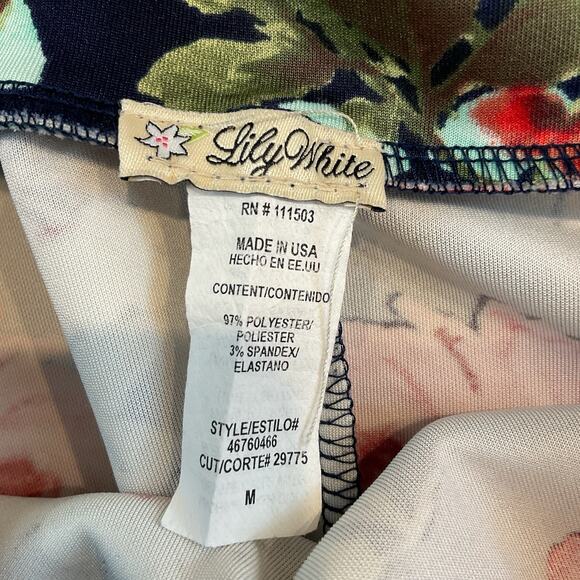 Lily White
RN # 111503
MADE IN USA
HECHO EN EE.UU
CONTENT/CONTENIDO
97% POLYESTER/
POLIESTER
3% SPANDEX/
ELASTANO
STYLE/ESTILO#
46760466
CUT/CORTE# 29775
M